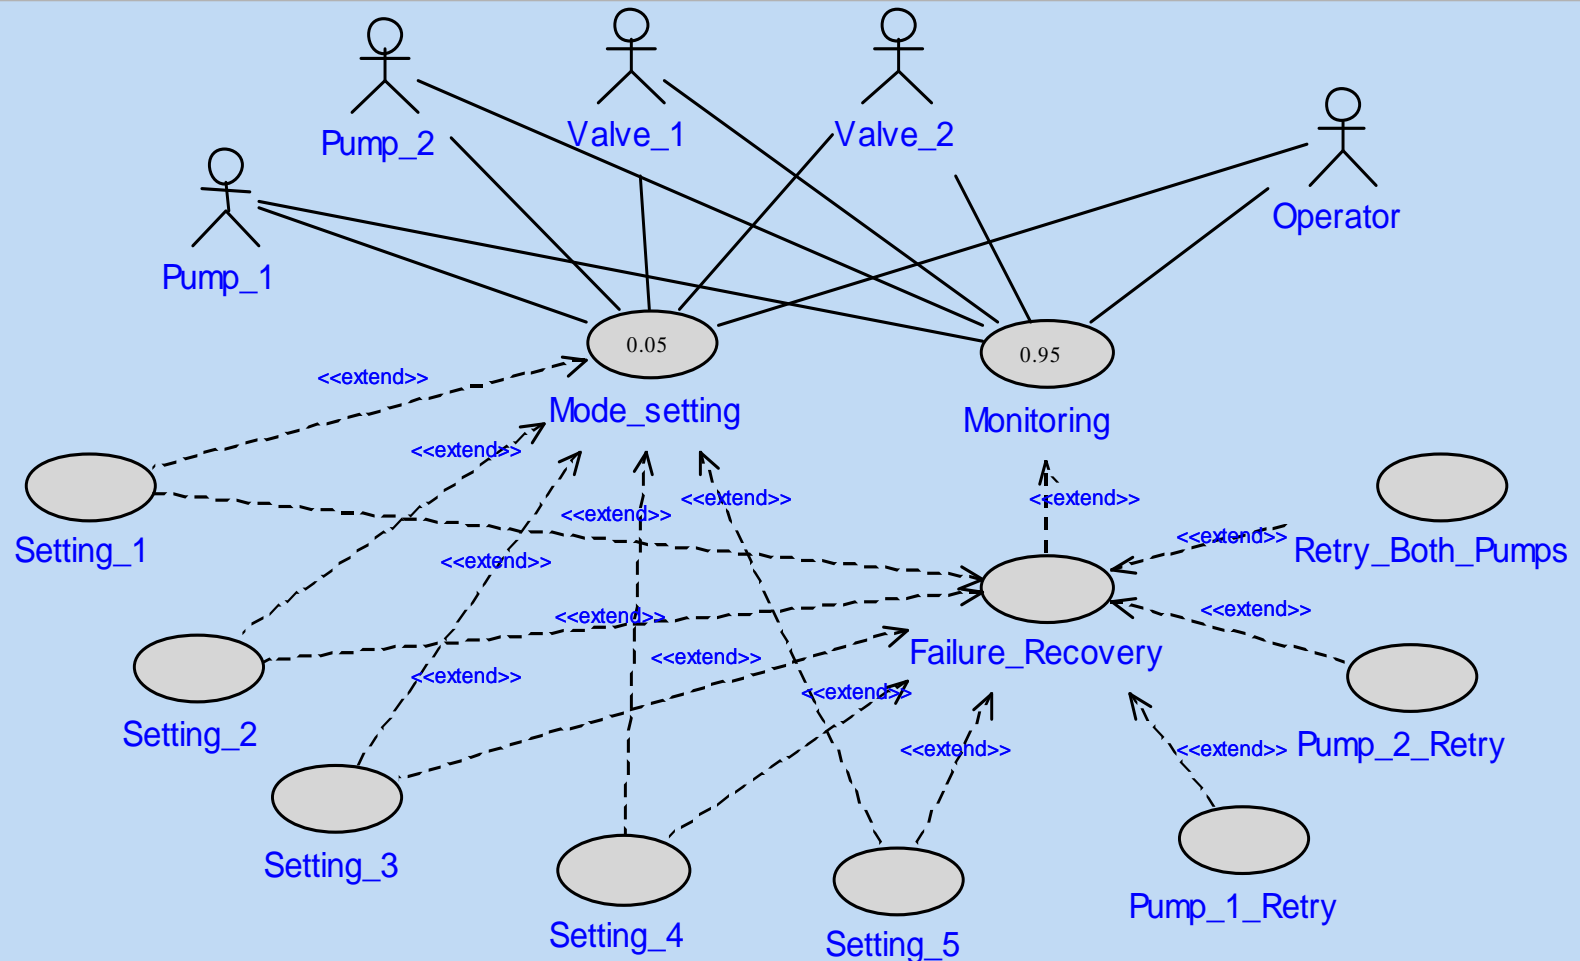 Pump_2
Valve_1
Valve_2
Operator
Pump_1
0.05
0.95
<<extend>>
Mode_setting
Monitoring
<<extend>>
<<extend>>
<<extend>>
<<extend>>
<<extend>>
Setting_1
<<extend>>
Retry_Both_Pumps
<<extend>>
<<extend>>
<<extend>>
Failure_Recovery
<<extend>>
<<extend>>
<<extend>>
Setting_2
<<extend>>
<<extend>>
Pump_2_Retry
Setting_3
Pump_1_Retry
Setting_4
Setting_5